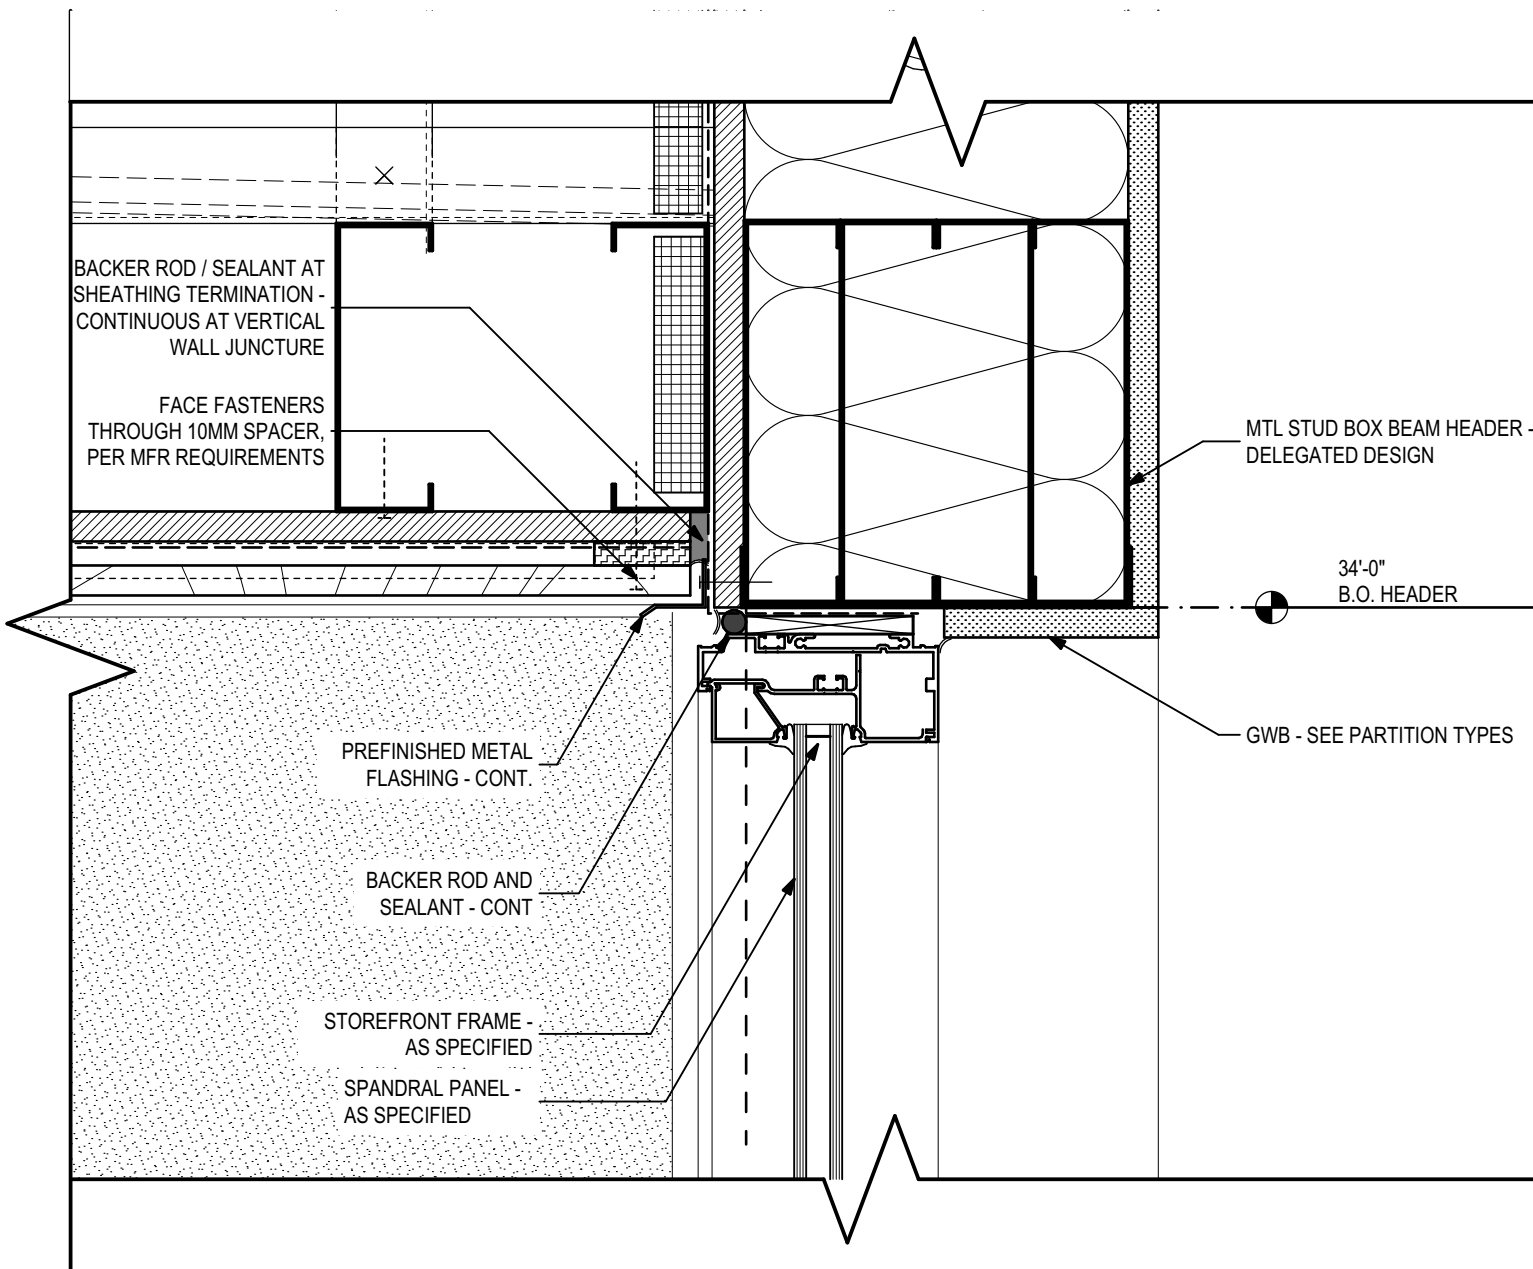 BACKER ROD / SEALANT AT
SHEATHING TERMINATION -
CONTINUOUS AT VERTICAL
WALL JUNCTURE
FACE FASTENERS
THROUGH 10MM SPACER,
PER MFR REQUIREMENTS
MTL STUD BOX BEAM HEADER -
DELEGATED DESIGN
34'-0"
B.O. HEADER
GWB - SEE PARTITION TYPES
PREFINISHED METAL
FLASHING - CONT.
BACKER ROD AND
SEALANT - CONT
STOREFRONT FRAME -
AS SPECIFIED
SPANDRAL PANEL -
AS SPECIFIED